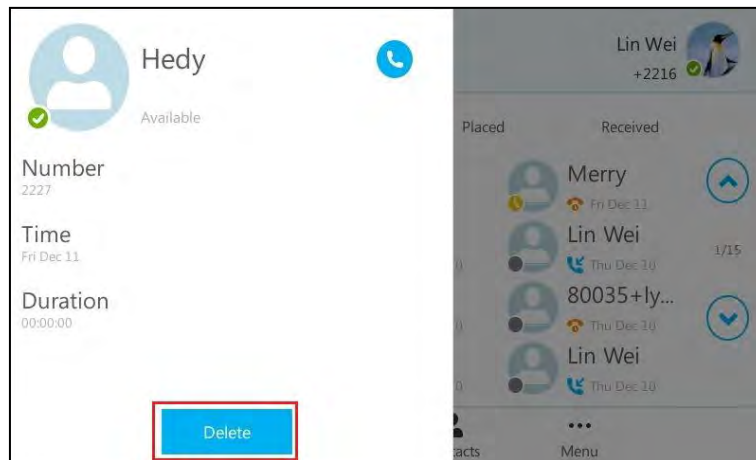 Hedy
Available
Number
2227
Time
Fri Dec 11
Duration
00:00:00
Delete
Lin Wei
+2216
Placed
Received
Merry
Fri Dec 11
Lin Wei
Thu Dec 10
1/15
80035+ly...
Thu Dec 10
Lin Wei
Thu Dec 10
tacts
Menu